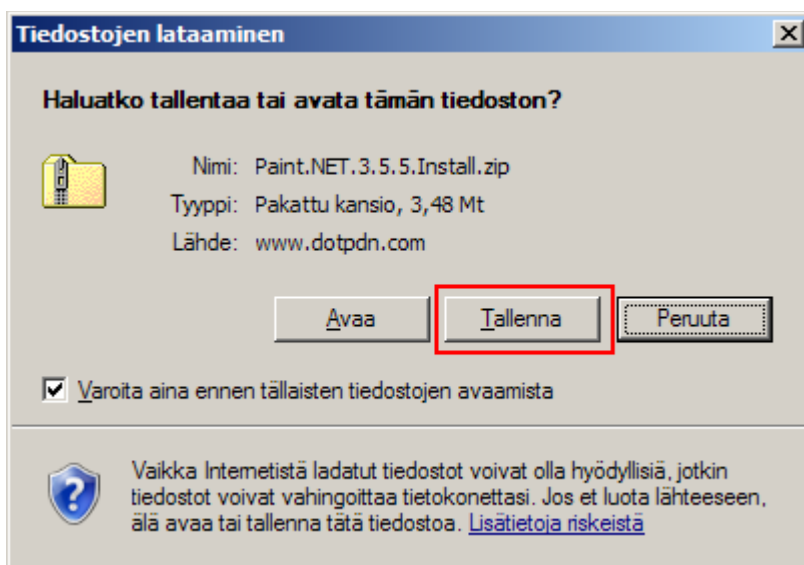 Tiedostojen lataaminen
Haluatko tallentaa tai avata tämän tiedoston?
Nimi: Paint.NET.3.5.5.Install.zip
Tyyppi: Pakattu kansio, 3,48 Mt
Lähde: www.dotpdn.com
Avaa Tallenna Peruuta
Varoita aina ennen tällaisten tiedostojen avaamista
Vaikka Internetistä ladatut tiedostot voivat olla hyödyllisiä, jotkin
tiedostot voivat vahingoittaa tietokonettasi. Jos et luota lähteeseen,
älä avaa tai tallenna tätä tiedostoa. Lisätietoja riskeistä